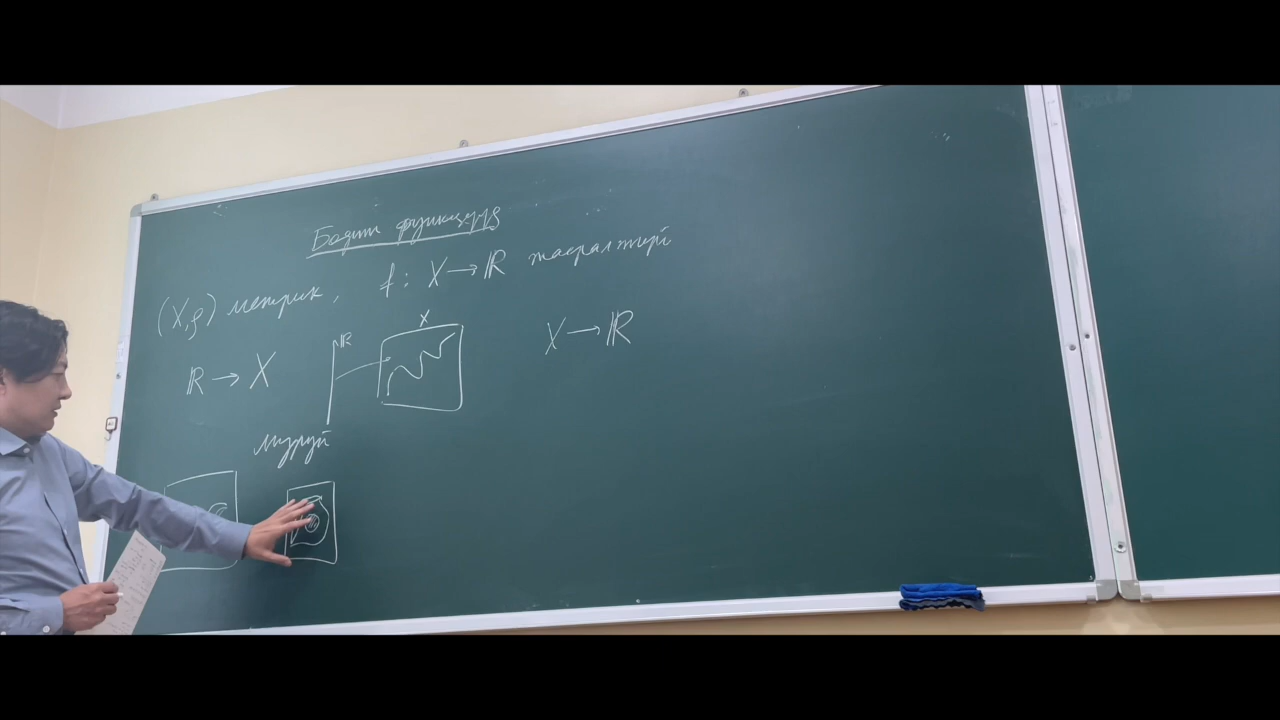 Бодит функцууд
(X,ρ) метрик, f: X → ℝ тасралтгүй
ℝ → X
ℝ
X
X → ℝ
муруй